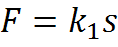 F = k₁s